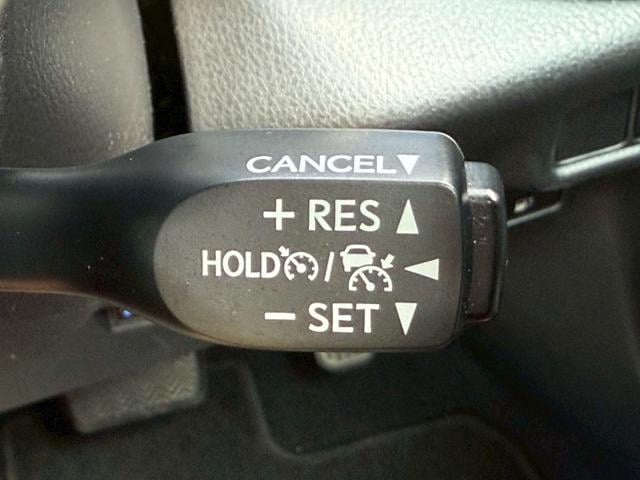 CANCEL▼
+ RES ▲
HOLD / ◀
− SET ▼